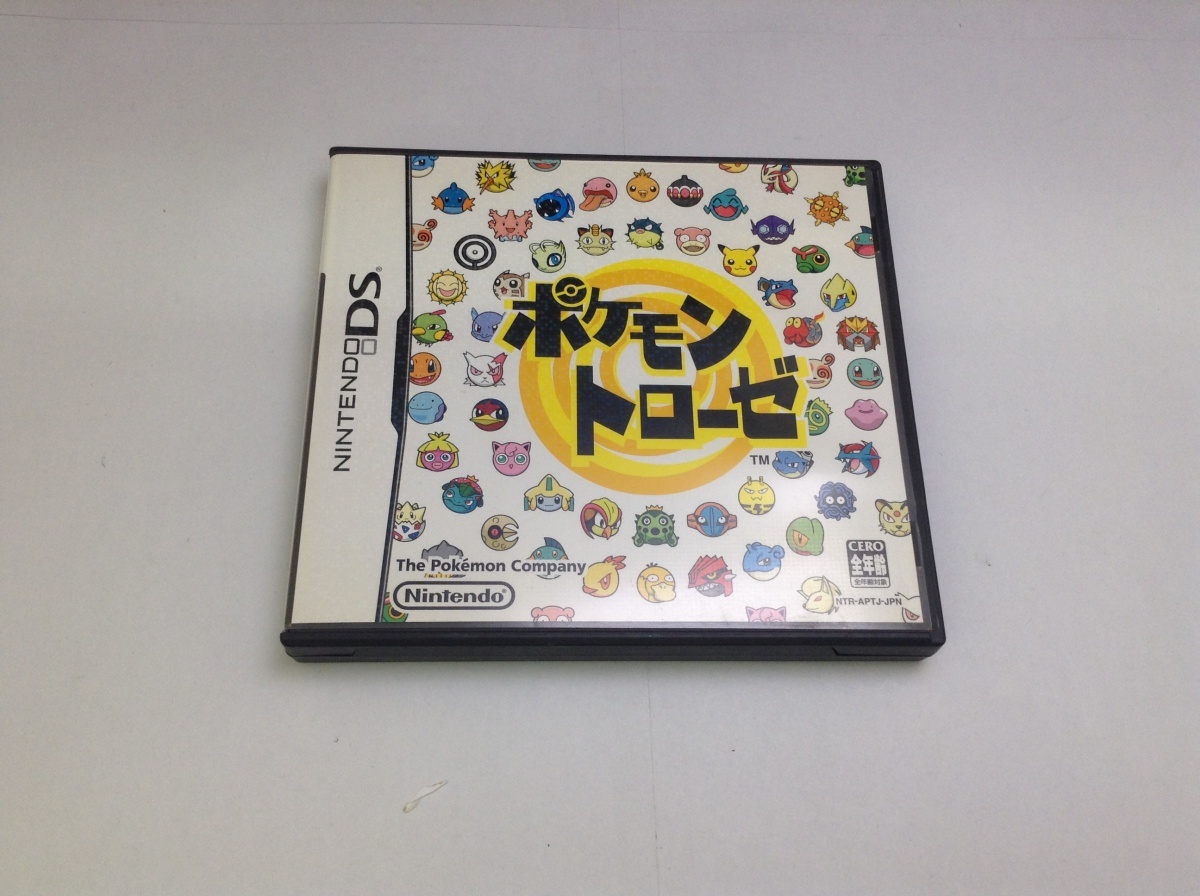 NINTENDO DS®
ポケモン
トローゼ
TM
The Pokémon Company
Nintendo®
CERO
全年齢
全年齢対象
NTR-APTJ-JPN